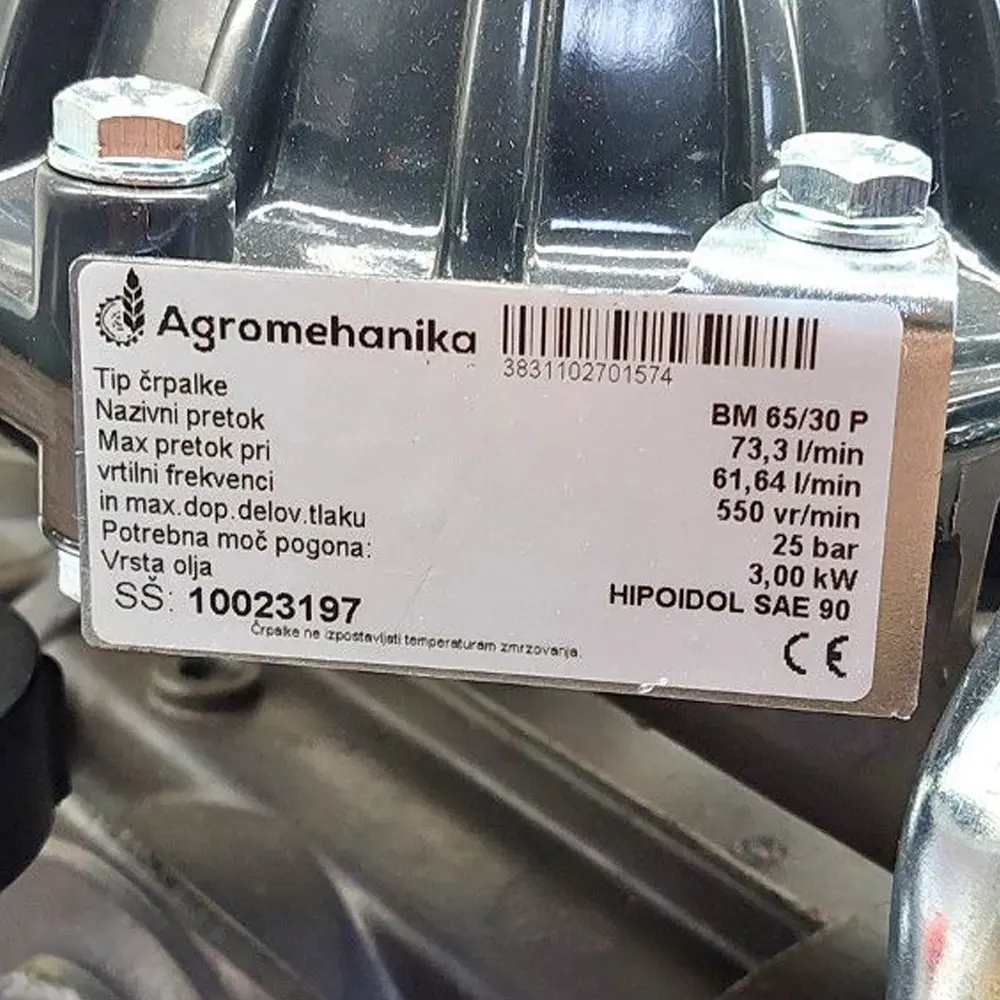 Agromehanika
3831102701574
Tip črpalke BM 65/30 P
Nazivni pretok 73,3 l/min
Max pretok pri 61,64 l/min
vrtilni frekvenci 550 vr/min
in max.dop.delov.tlaku 25 bar
Potrebna moč pogona: 3,00 kW
Vrsta olja HIPOIDOL SAE 90
SŠ: 10023197
Črpalke ne izpostavljati temperaturam zmrzovanja.
CE